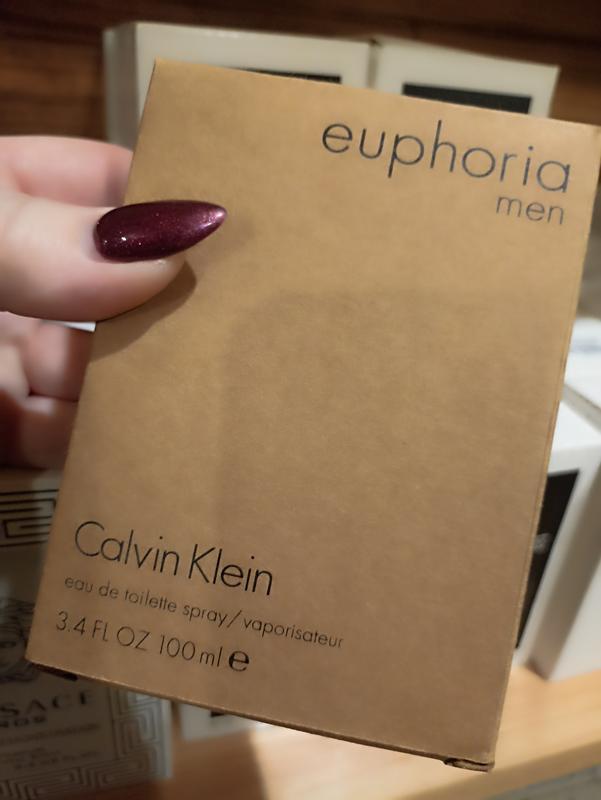 euphoria
men
Calvin Klein
eau de toilette spray/vaporisateur
3.4 FL OZ 100 ml ℮